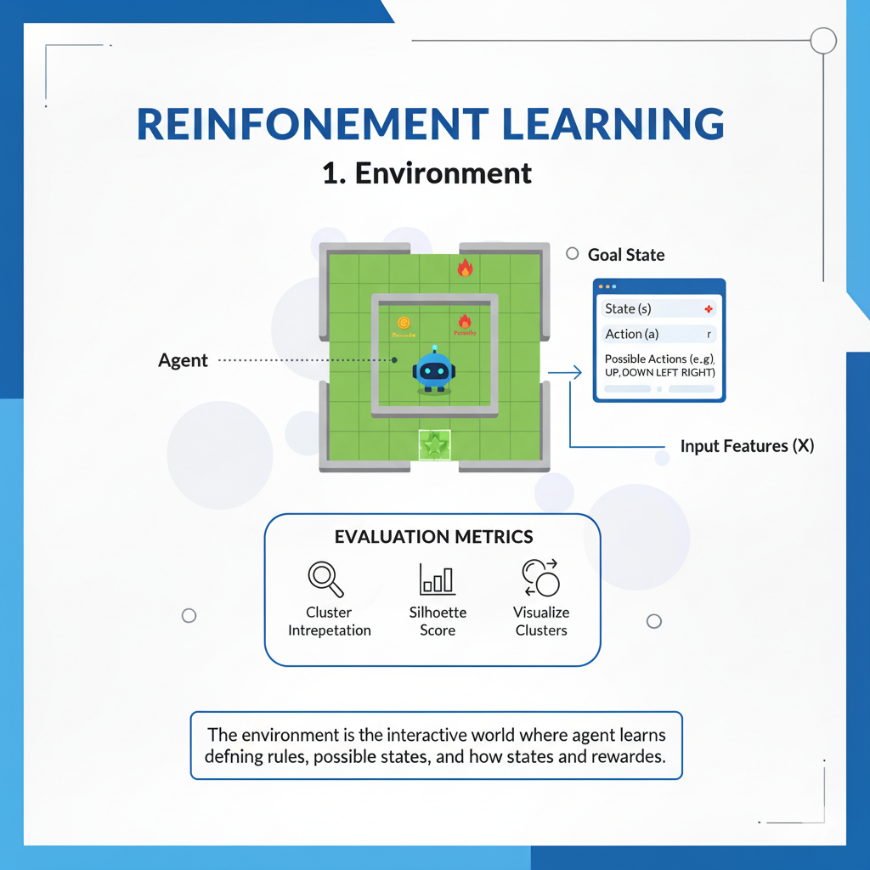 REINFONEMENT LEARNING
1. Environment
Goal State
State (s)
Action (a)
r
Possible Actions (e.g),
UP, DOWN LEFT RIGHT)
Agent
Input Features (X)
EVALUATION METRICS
Cluster
Intrepetation
Silhoette
Score
Visualize
Clusters
The environment is the interactive world where agent learns
defning rules, possible states, and how states and rewardes.